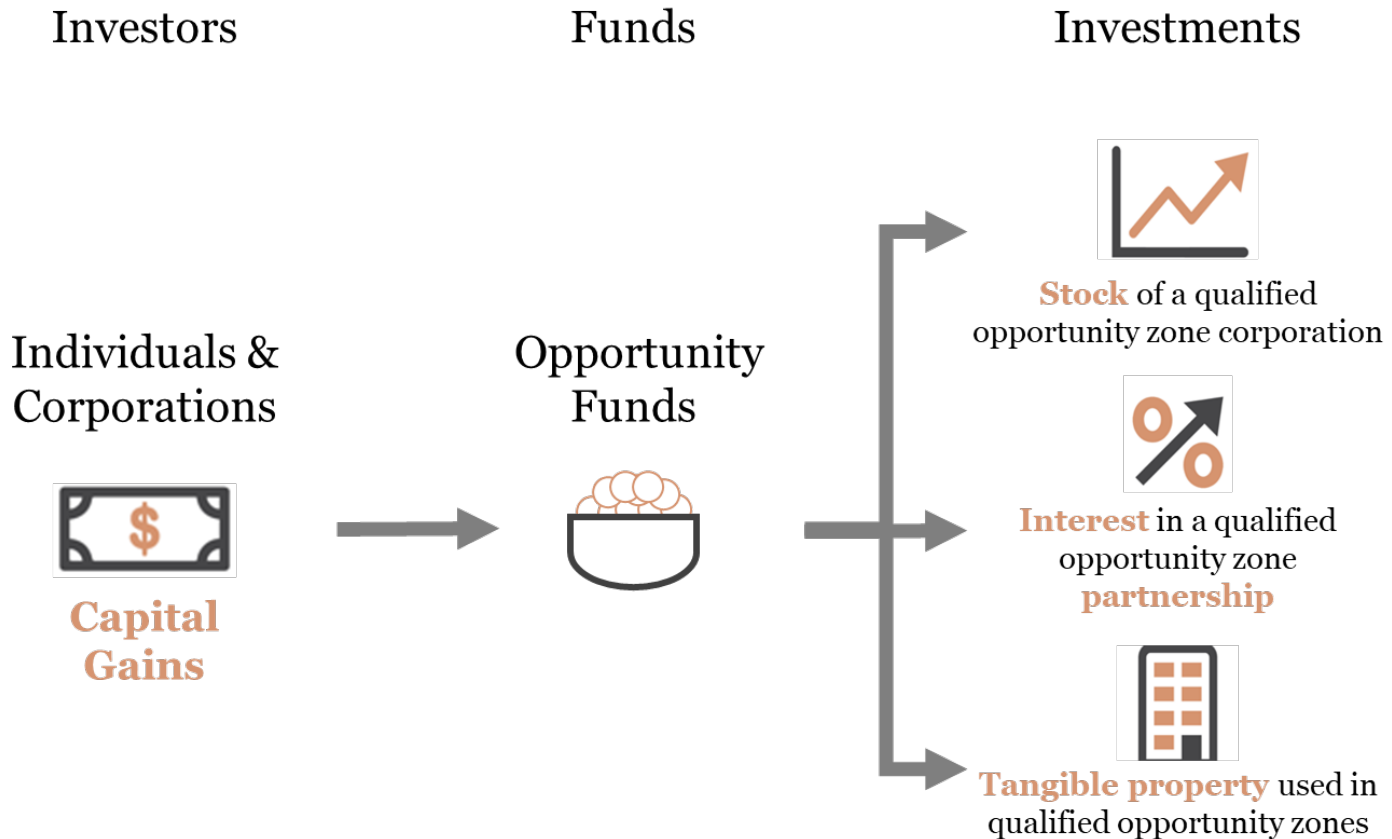 Investors
Funds
Investments
Individuals &
Corporations
$
Capital
Gains
Opportunity
Funds
Stock of a qualified
opportunity zone corporation
Interest in a qualified
opportunity zone
partnership
Tangible property used in
qualified opportunity zones